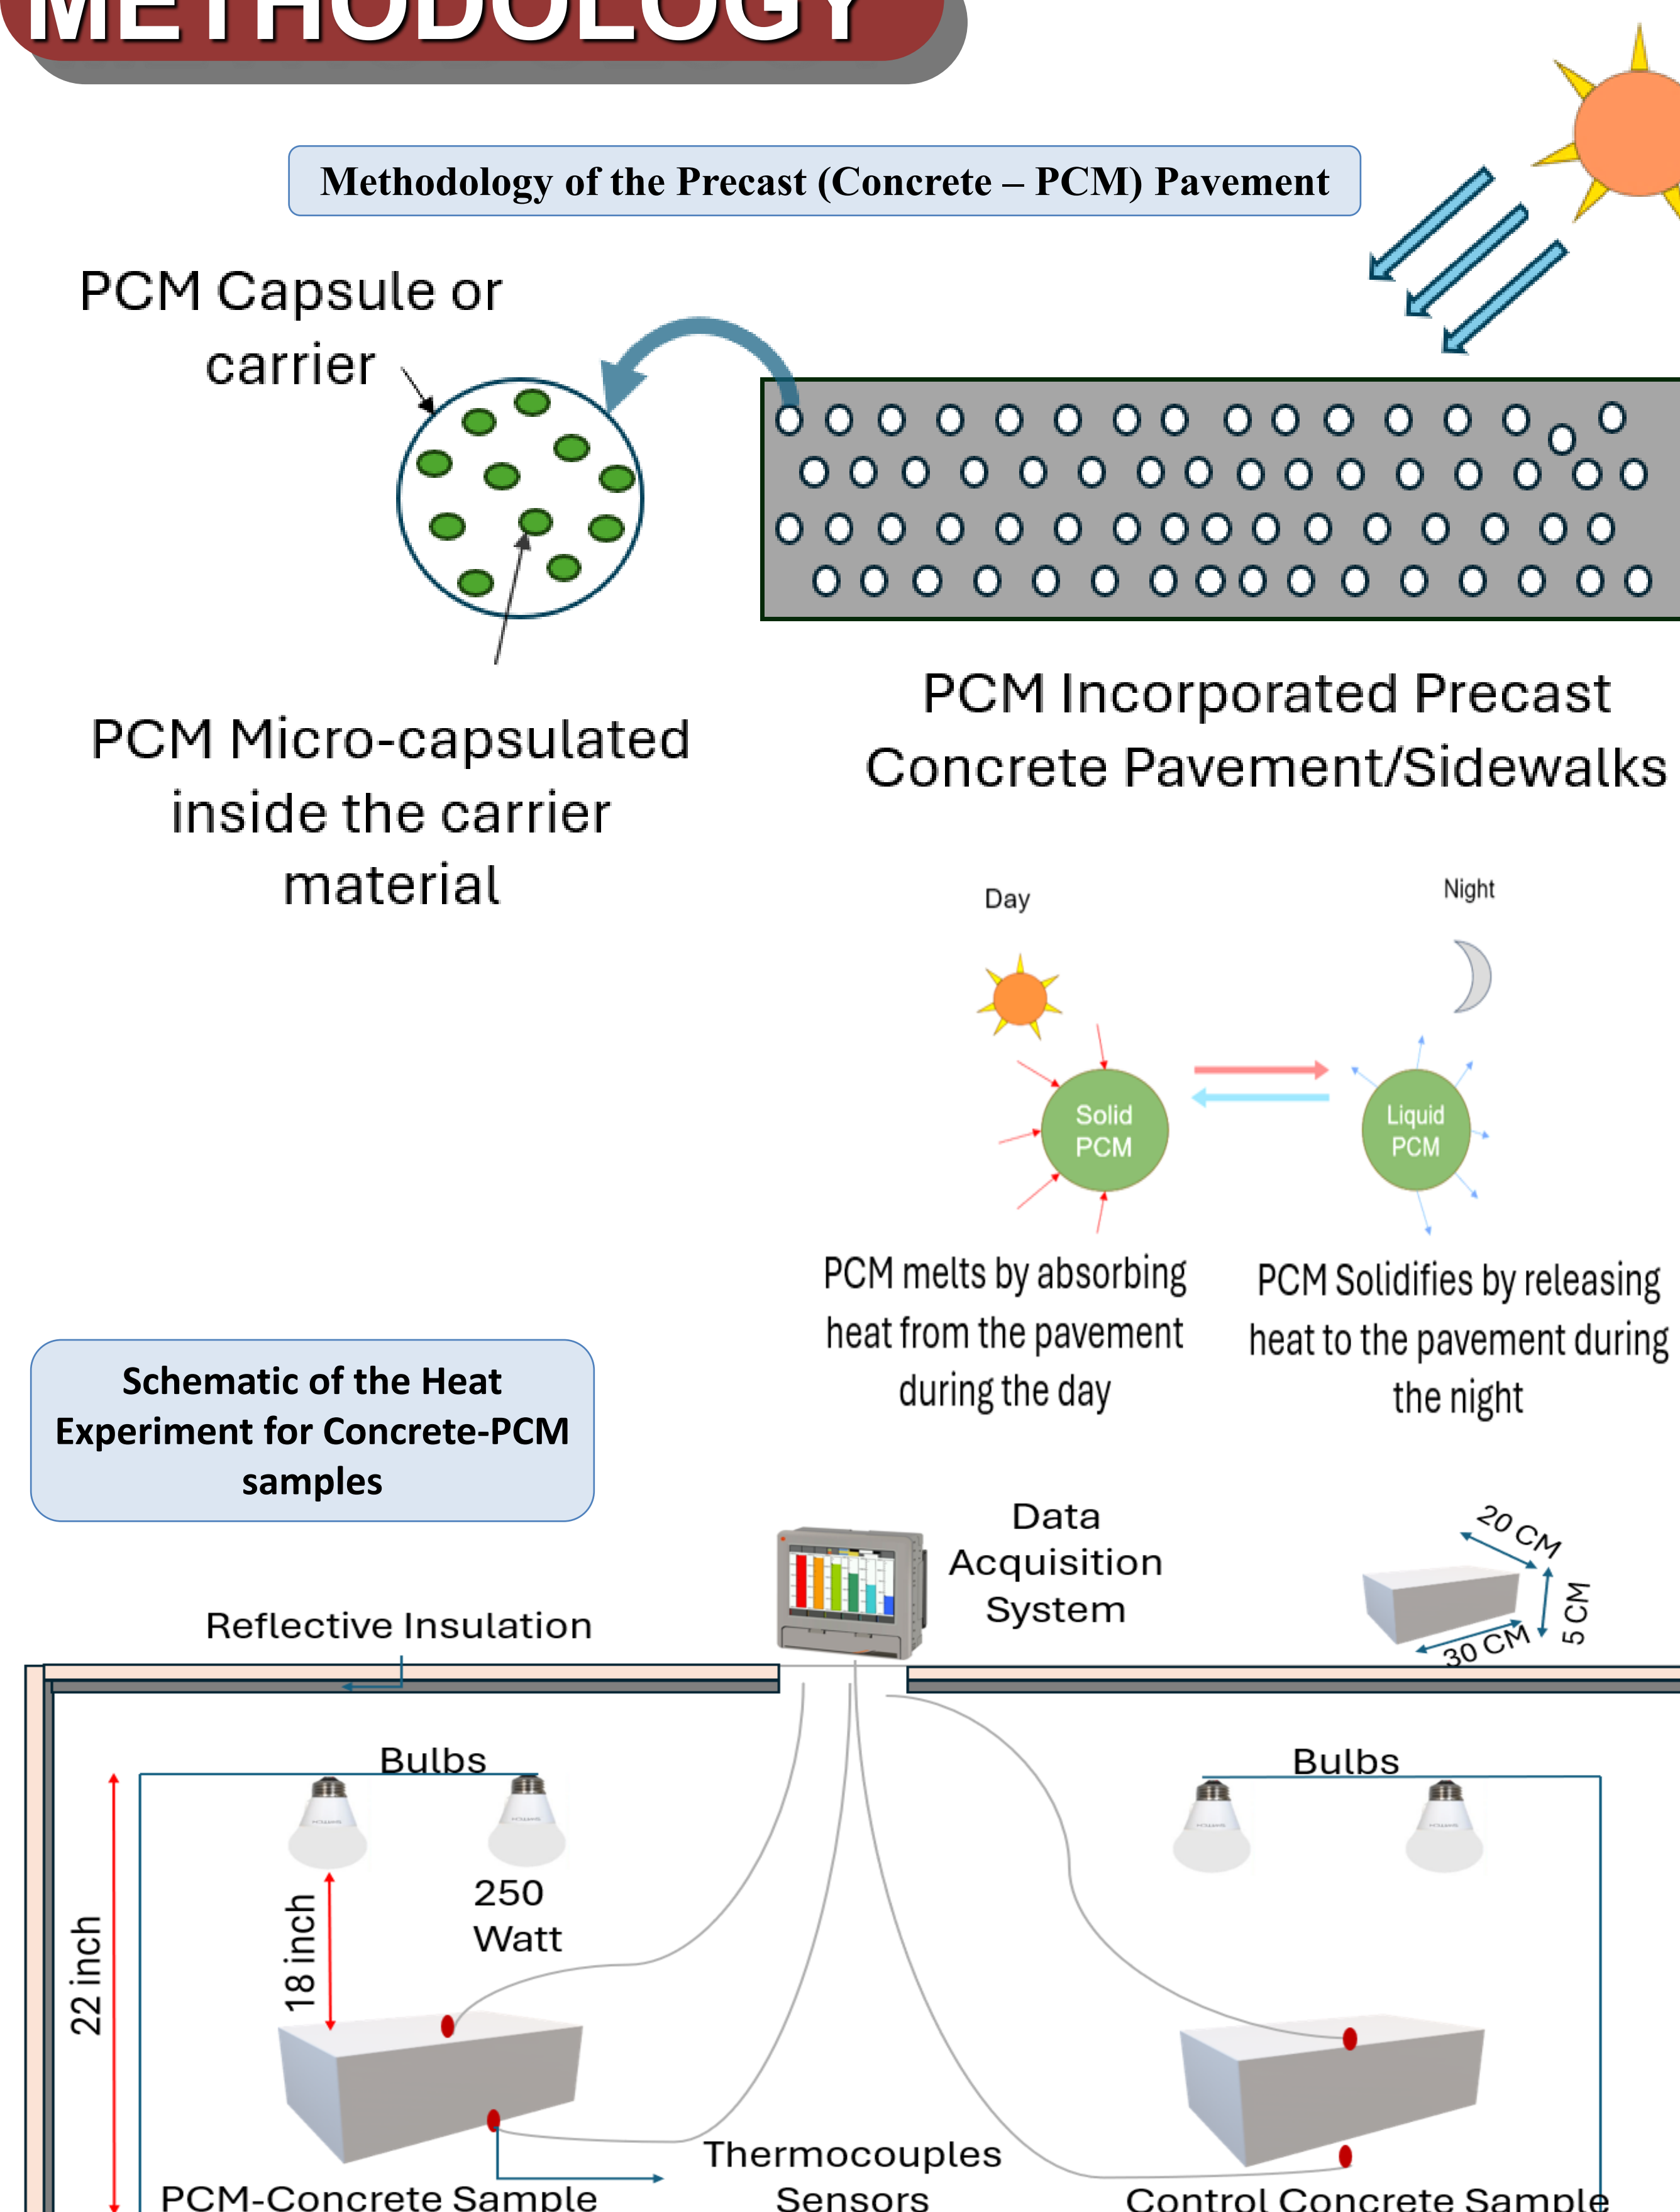 METHODOLOGY
Methodology of the Precast (Concrete – PCM) Pavement
PCM Capsule or
carrier
PCM Micro-capsulated
inside the carrier
material
PCM Incorporated Precast
Concrete Pavement/Sidewalks
Day
Night
Solid
PCM
Liquid
PCM
PCM melts by absorbing
heat from the pavement
during the day
PCM Solidifies by releasing
heat to the pavement during
the night
Schematic of the Heat
Experiment for Concrete-PCM
samples
Data
Acquisition
System
20 CM
5 CM
30 CM
Reflective Insulation
Bulbs
Bulbs
250
Watt
22 inch
18 inch
Thermocouples
Sensors
PCM-Concrete Sample
Control Concrete Sample